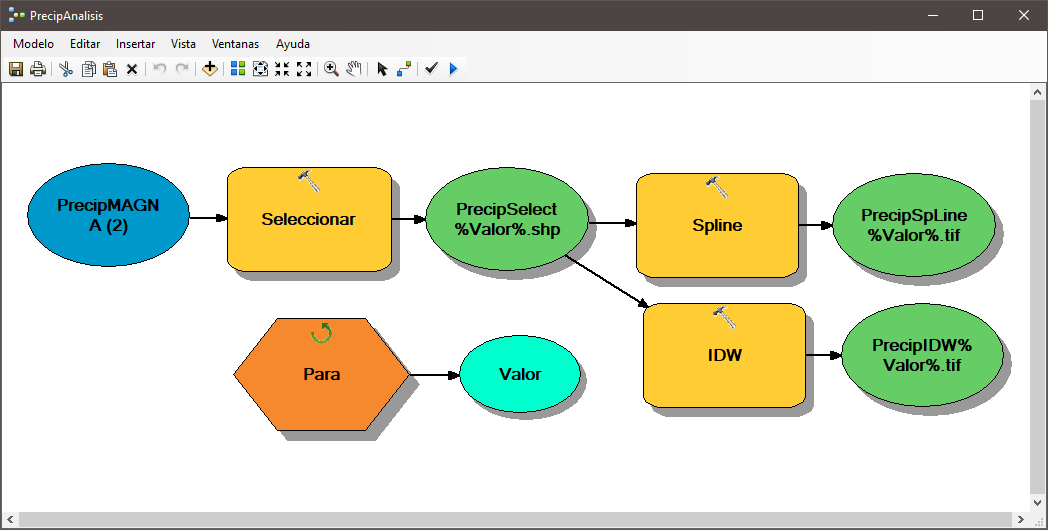 PrecipAnalisis
Modelo Editar Insertar Vista Ventanas Ayuda
PrecipMAGN
A (2)
Seleccionar
PrecipSelect
%Valor%.shp
Spline
PrecipSpLine
%Valor%.tif
IDW
PrecipIDW%
Valor%.tif
Para
Valor